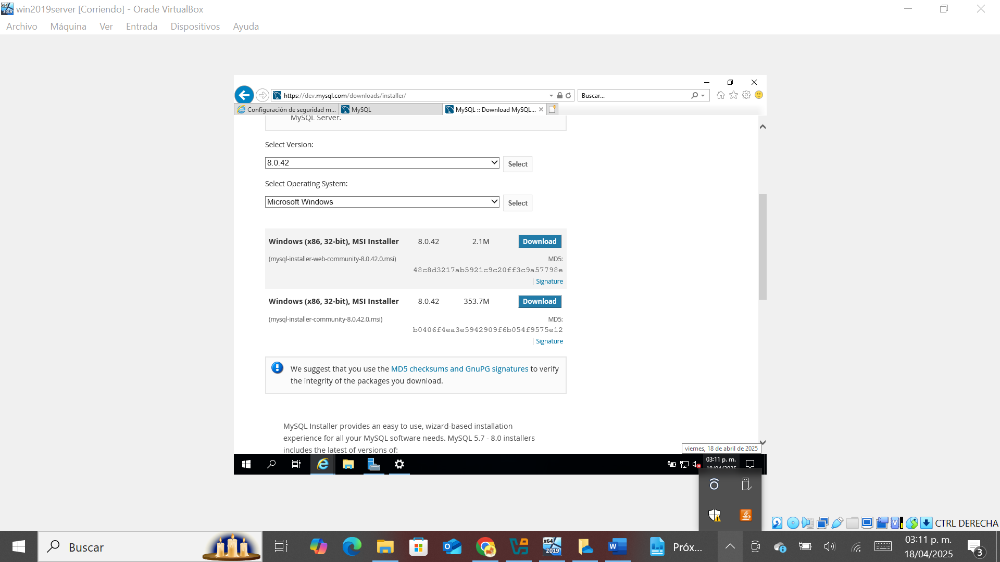 win2019server [Corriendo] - Oracle VirtualBox
Archivo Máquina Ver Entrada Dispositivos Ayuda
https://dev.mysql.com/downloads/installer/
Buscar...
Configuración de seguridad m...
MySQL
MySQL :: Download MySQL...
MySQL Server.
Select Version:
8.0.42
Select
Select Operating System:
Microsoft Windows
Select
Windows (x86, 32-bit), MSI Installer 8.0.42 2.1M Download
(mysql-installer-web-community-8.0.42.0.msi) MD5:
48c8d3217ab5921c9c20ff3c9a57798e
| Signature
Windows (x86, 32-bit), MSI Installer 8.0.42 353.7M Download
(mysql-installer-community-8.0.42.0.msi) MD5:
b0406f4ea3e5942909f6b054f9575e12
| Signature
We suggest that you use the MD5 checksums and GnuPG signatures to verify
the integrity of the packages you download.
MySQL Installer provides an easy to use, wizard-based installation
experience for all your MySQL software needs. MySQL 5.7 - 8.0 installers
includes the latest of versions of:
viernes, 18 de abril de 2025
03:11 p. m.
18/04/2025
CTRL DERECHA
Buscar
x64
2019
Próx...
03:11 p. m.
18/04/2025
3